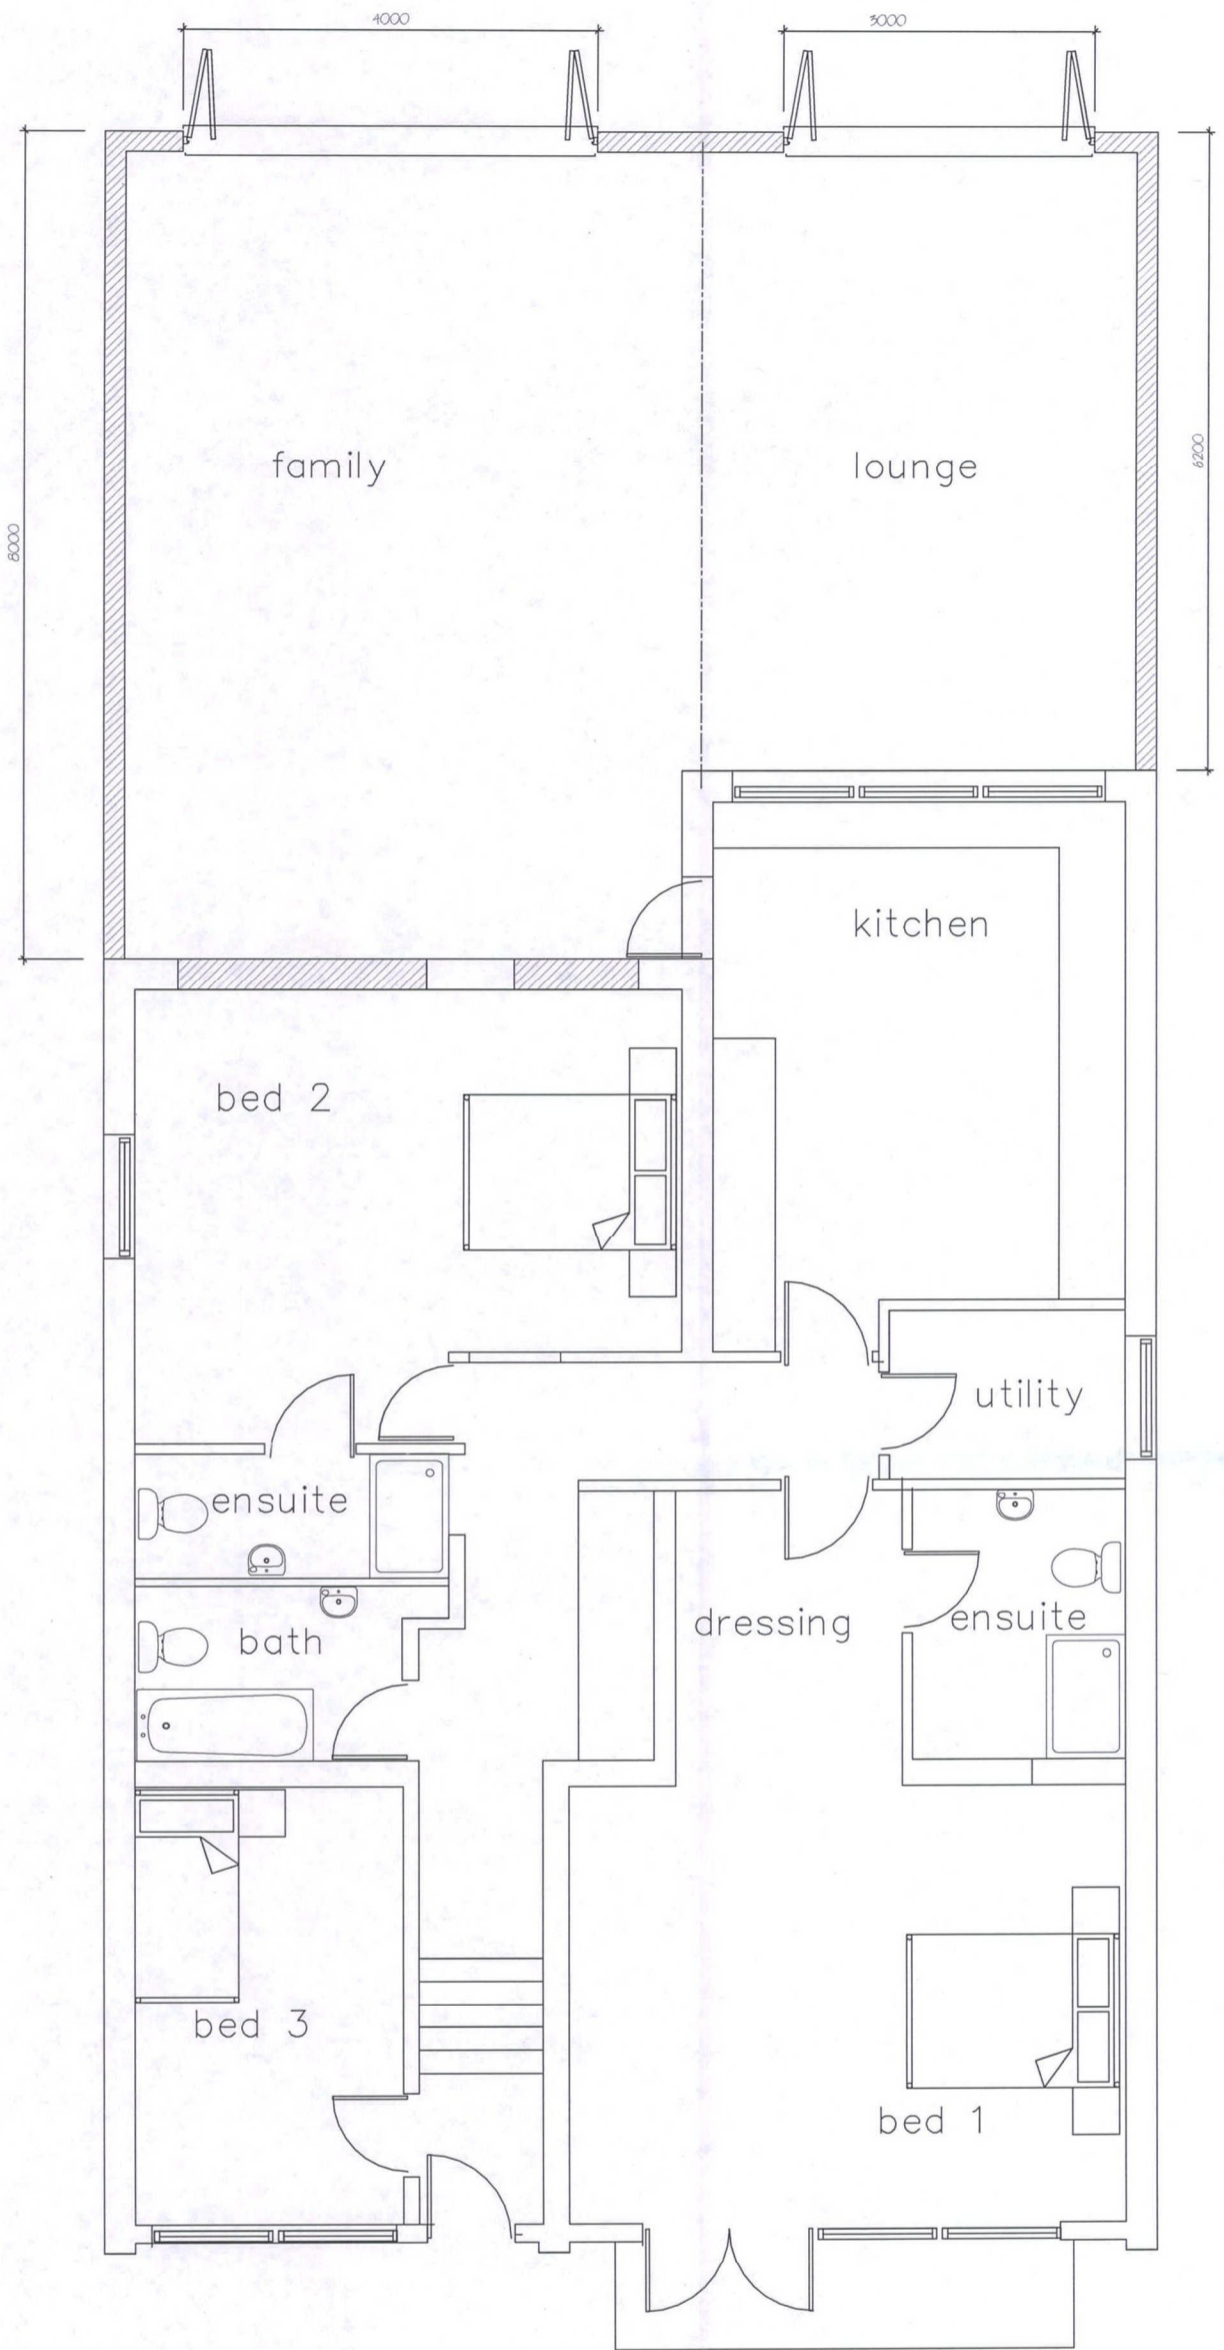 4000
3000
family
lounge
8000
6200
kitchen
bed 2
utility
ensuite
dressing
ensuite
bath
bed 3
bed 1